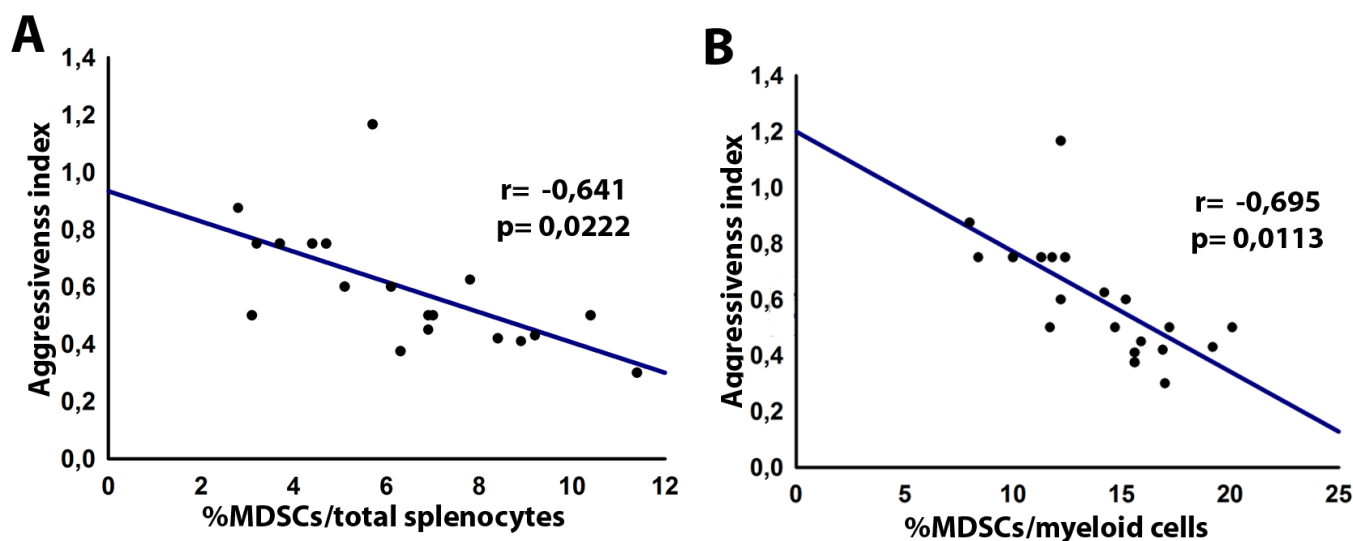 A
Aggressivenss index
1,4
1,2
1,0
0,8
0,6
0,4
0,2
0,0
0 2 4 6 8 10 12
%MDSCs/total splenocytes
r= -0,641
p= 0,0222
B
Aggressivenss index
1,4
1,2
1,0
0,8
0,6
0,4
0,2
0,0
0 5 10 15 20 25
%MDSCs/myeloid cells
r= -0,695
p= 0,0113